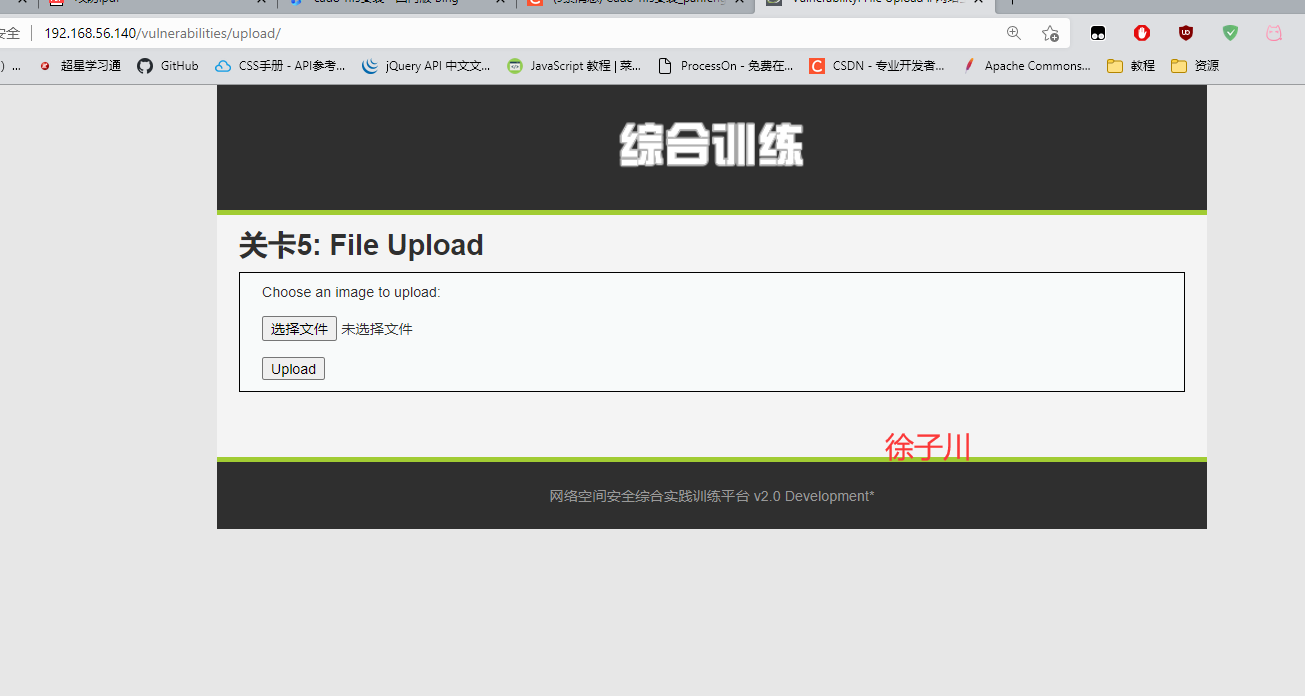 安全 192.168.56.140/vulnerabilities/upload/
) ... 超星学习通 GitHub CSS手册 - API参考... jQuery API 中文文... JavaScript 教程 | 菜... ProcessOn - 免费在... CSDN - 专业开发者... Apache Commons... 教程 资源
综合训练
关卡5: File Upload
Choose an image to upload:
选择文件 未选择文件
Upload
徐子川
网络空间安全综合实践训练平台 v2.0 Development*